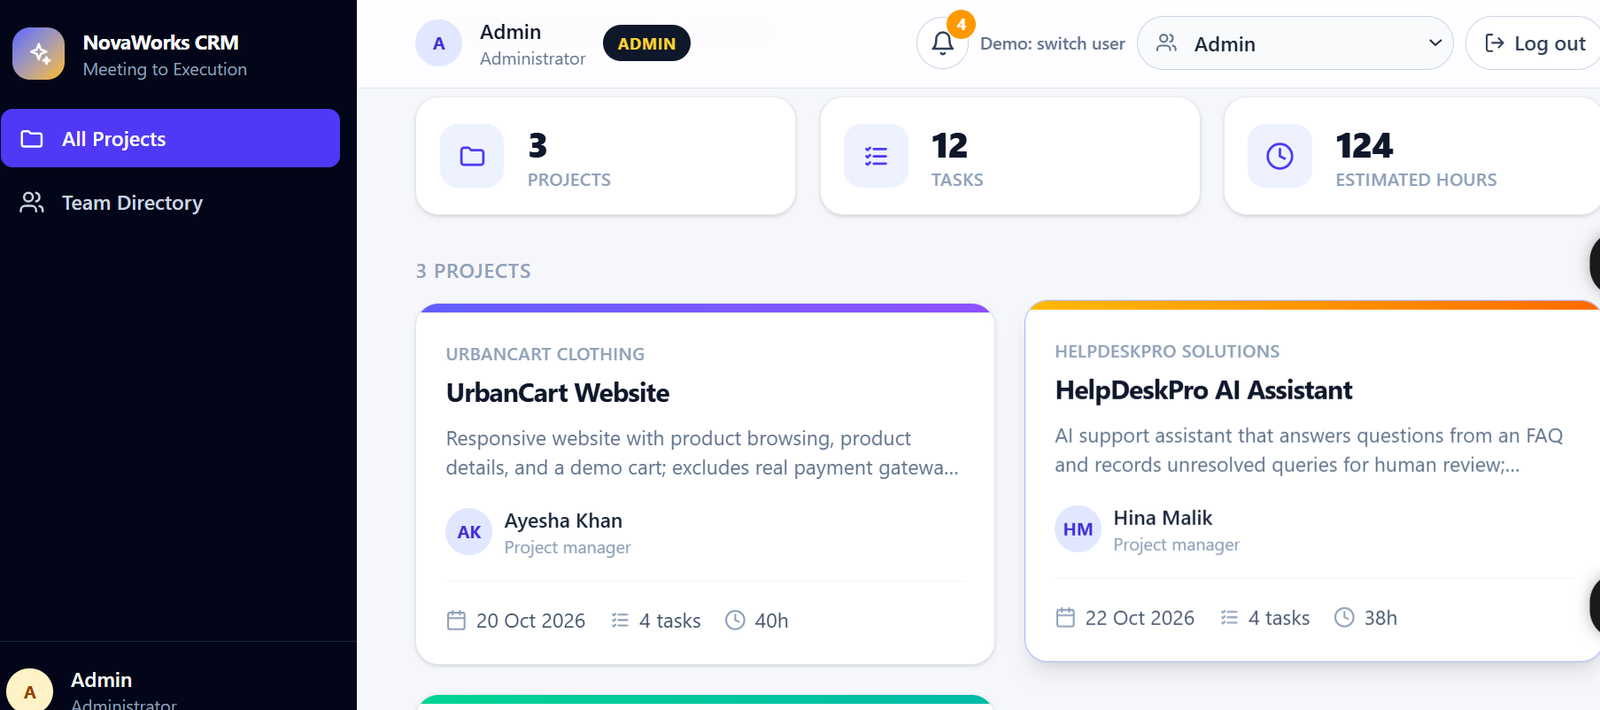 NovaWorks CRM
Meeting to Execution
All Projects
Team Directory
A
Admin
Administrator
A
Admin
Administrator
ADMIN
4
Demo: switch user
Admin
Log out
3
PROJECTS
12
TASKS
124
ESTIMATED HOURS
3 PROJECTS
URBANCART CLOTHING
UrbanCart Website
Responsive website with product browsing, product
details, and a demo cart; excludes real payment gatewa...
AK
Ayesha Khan
Project manager
20 Oct 2026
4 tasks
40h
HELPDESKPRO SOLUTIONS
HelpDeskPro AI Assistant
AI support assistant that answers questions from an FAQ
and records unresolved queries for human review;...
HM
Hina Malik
Project manager
22 Oct 2026
4 tasks
38h